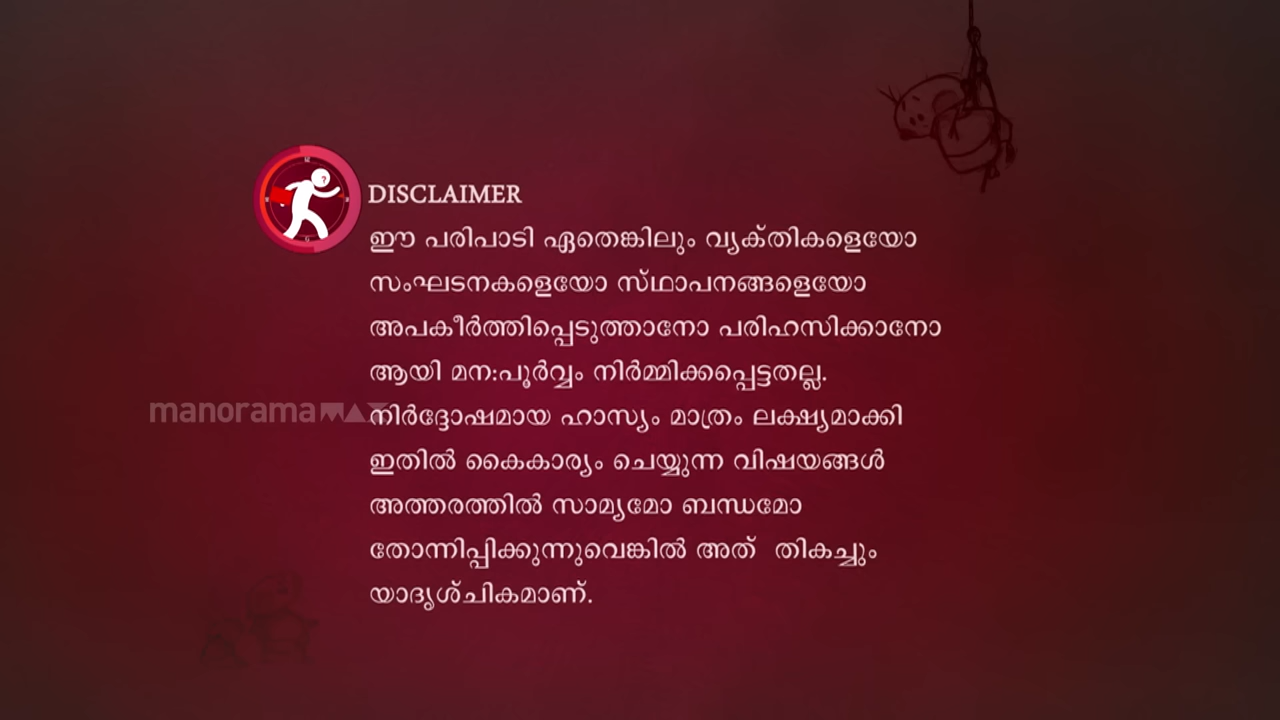 DISCLAIMER
ഈ പരിപാടി ഏതെങ്കിലും വ്യക്തികളെയോ
സംഘടനകളെയോ സ്ഥാപനങ്ങളെയോ
അപകീർത്തിപ്പെടുത്താനോ പരിഹസിക്കാനോ
ആയി മന:പൂർവ്വം നിർമ്മിക്കപ്പെട്ടതല്ല.
manoramaMAX
നിർദ്ദോഷമായ ഹാസ്യം മാത്രം ലക്ഷ്യമാക്കി
ഇതിൽ കൈകാര്യം ചെയ്യുന്ന വിഷയങ്ങൾ
അത്തരത്തിൽ സാമ്യമോ ബന്ധമോ
തോന്നിപ്പിക്കുന്നുവെങ്കിൽ അത് തികച്ചും
യാദൃശ്ചികമാണ്.